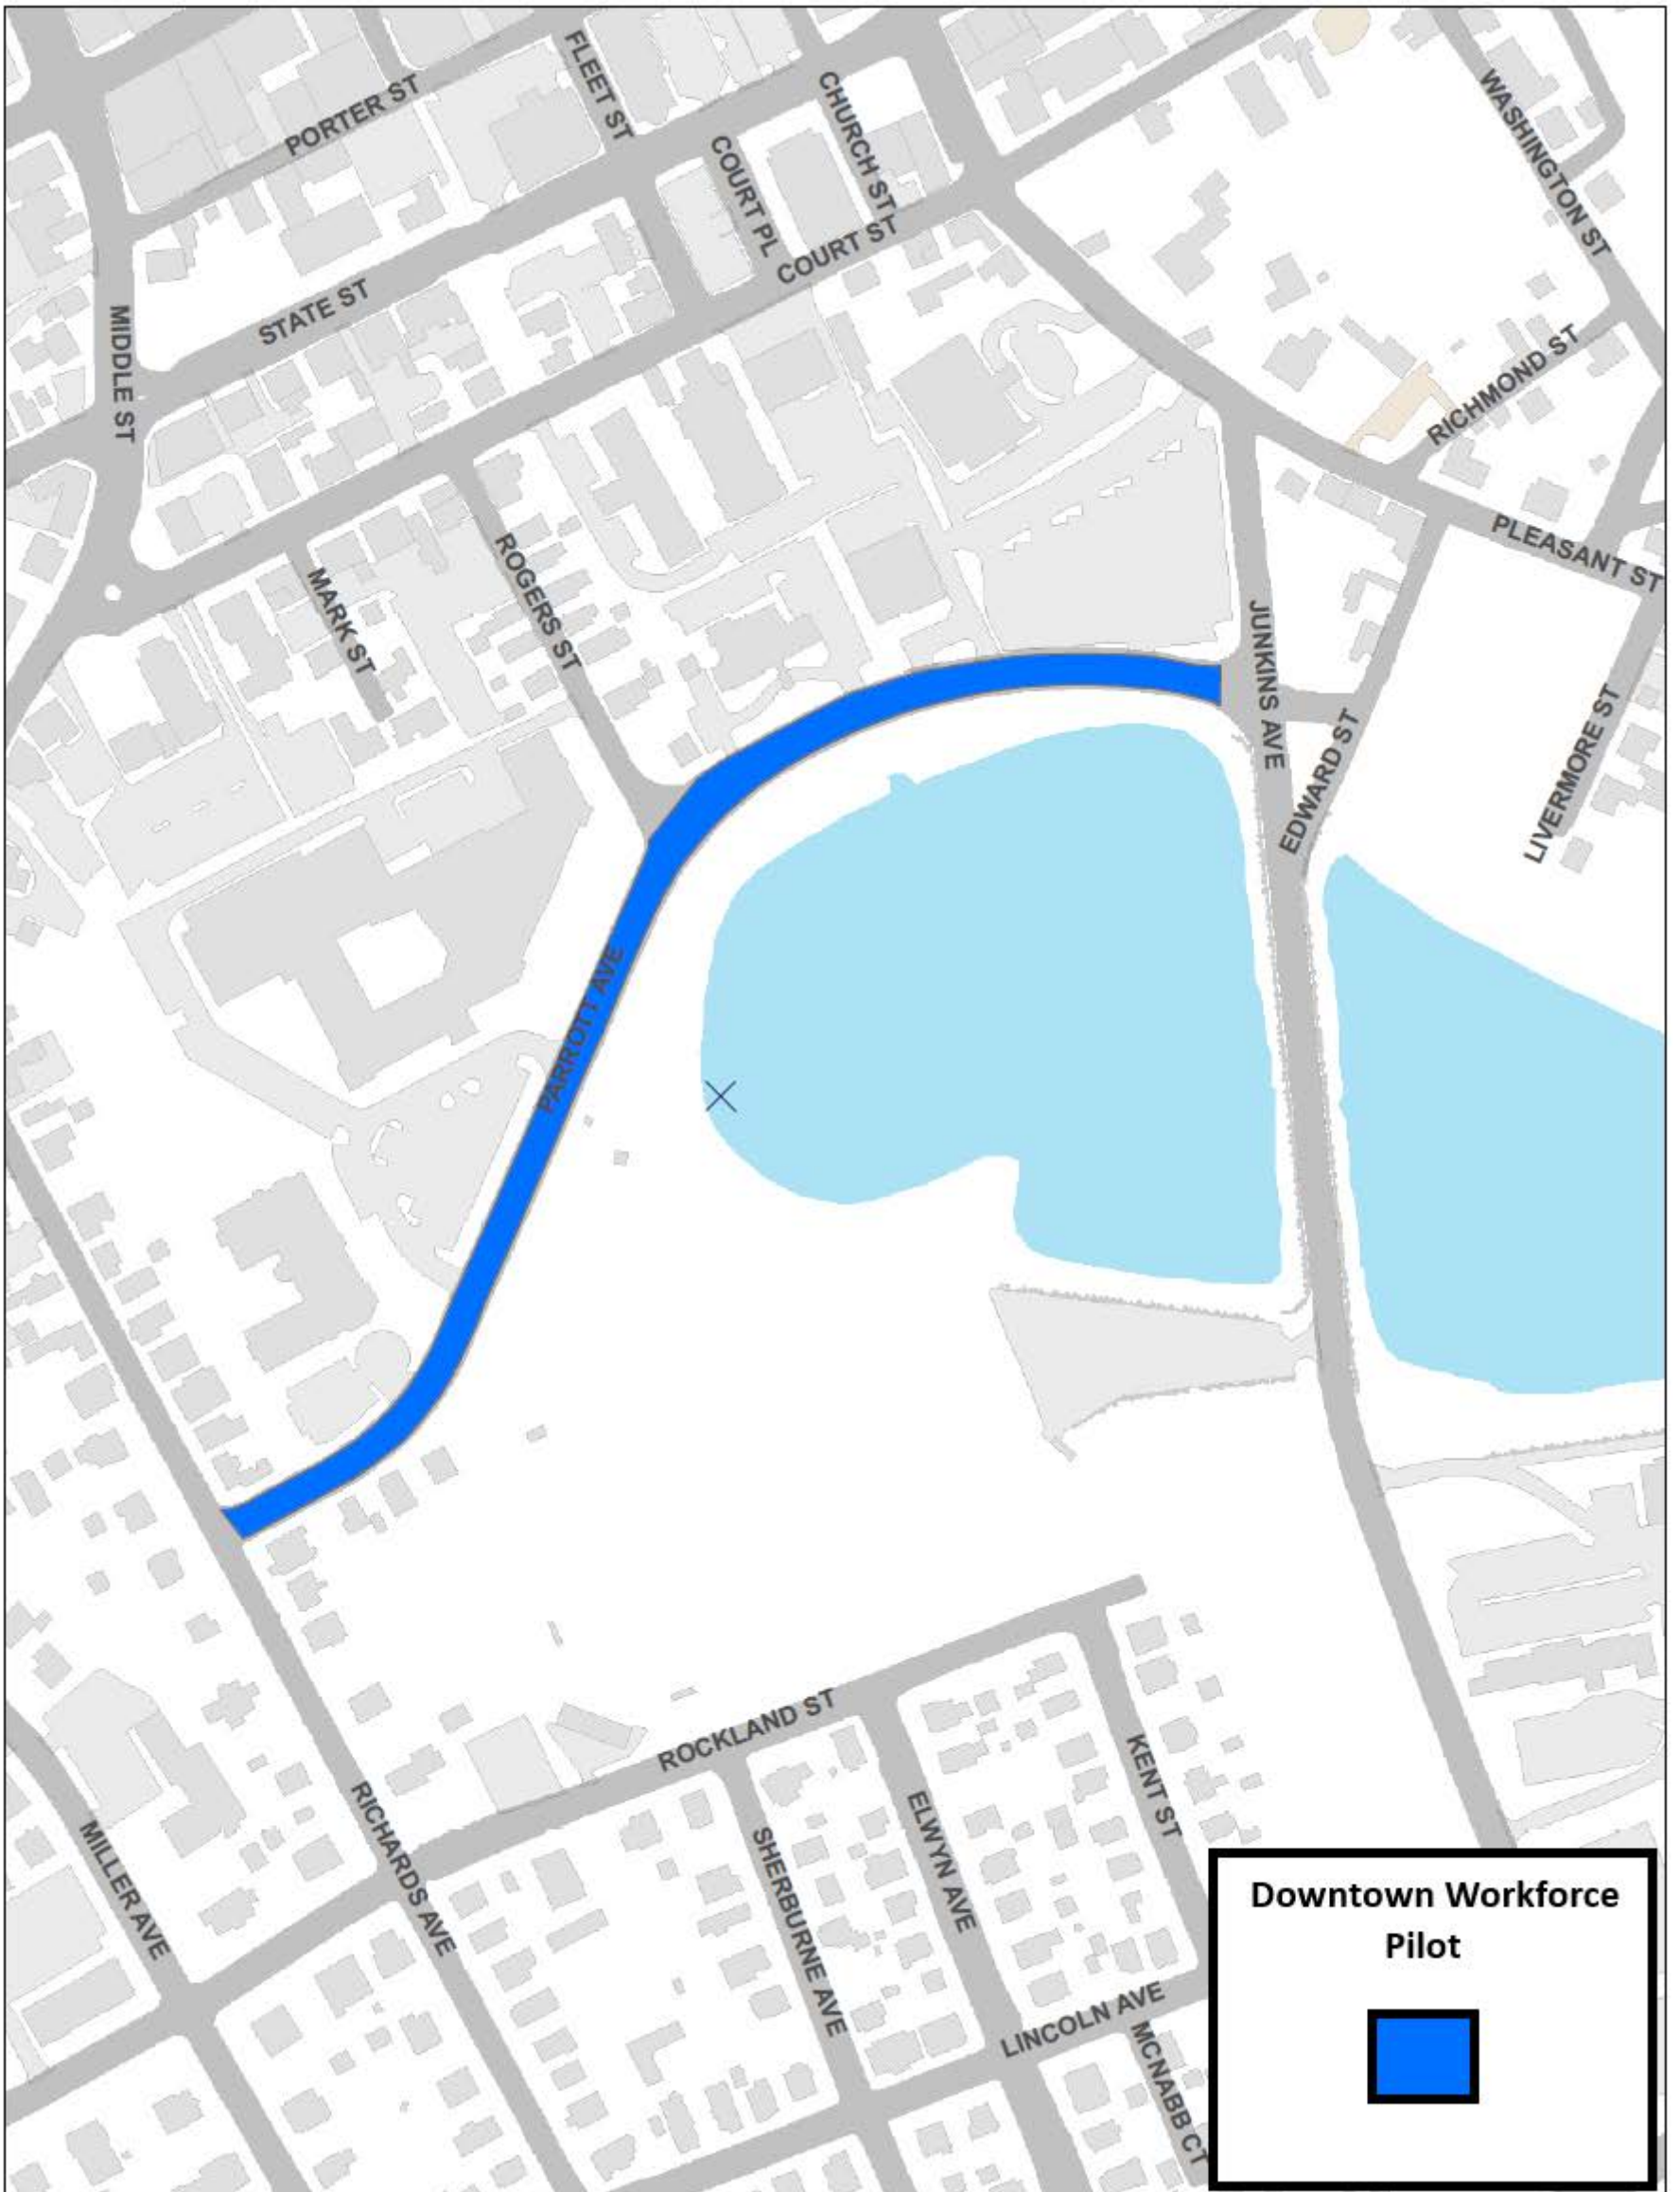 FLEET ST
PORTER ST
CHURCH ST
WASHINGTON ST
COURT PL
COURT ST
STATE ST
MIDDLE ST
RICHMOND ST
PLEASANT ST
ROGERS ST
MARK ST
JUNKINS AVE
EDWARD ST
LIVERMORE ST
PARROTT AVE
ROCKLAND ST
KENT ST
RICHARDS AVE
ELWYN AVE
MILLER AVE
SHERBURNE AVE
LINCOLN AVE
MCNABB CT
Downtown Workforce
Pilot